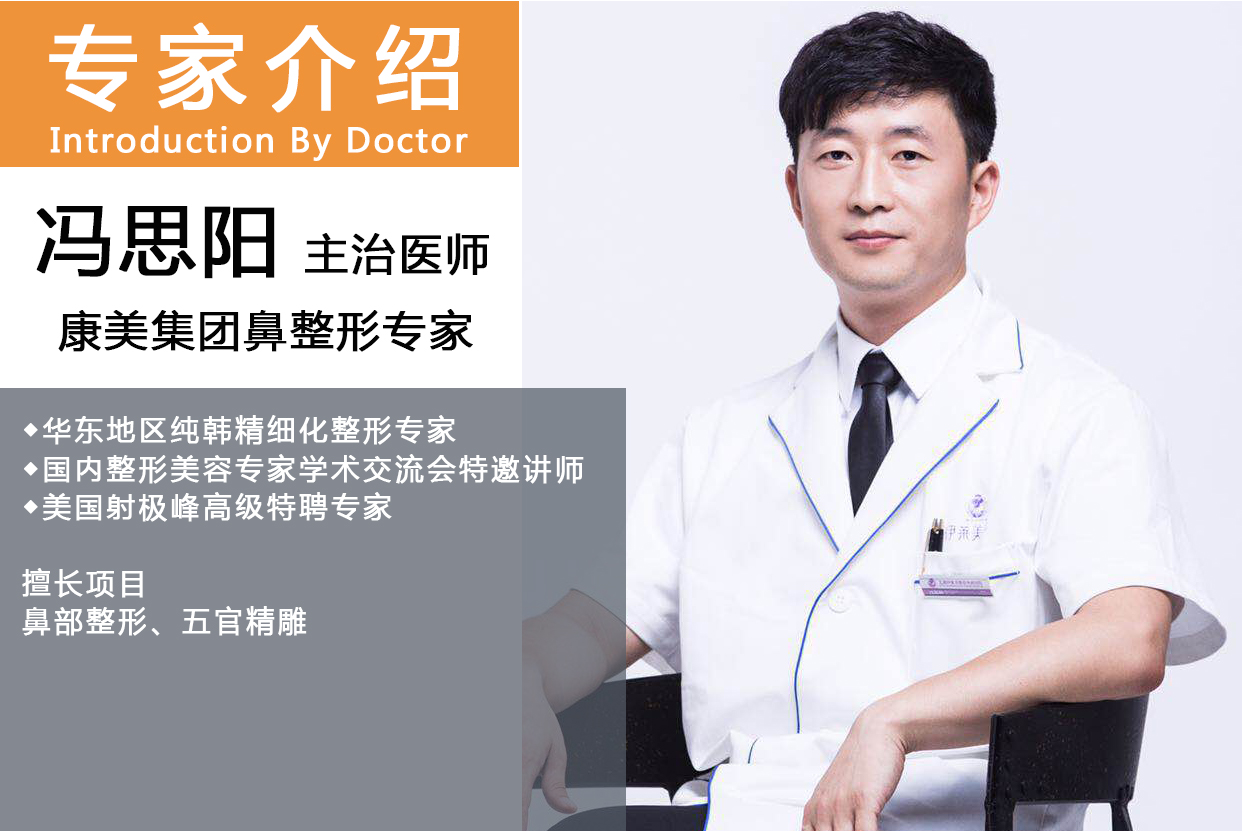 专家介绍
Introduction By Doctor
冯思阳 主治医师
康美集团鼻整形专家
◆华东地区纯韩精细化整形专家
◆国内整形美容专家学术交流会特邀讲师
◆美国射极峰高级特聘专家
擅长项目
鼻部整形、五官精雕
伊莱美